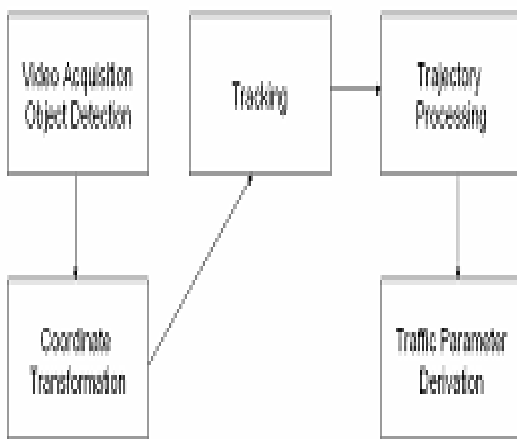 Video Acquisition
Object Detection
Tracking
Trajectory
Processing
Coordinate
Transformation
Traffic Parameter
Derivation